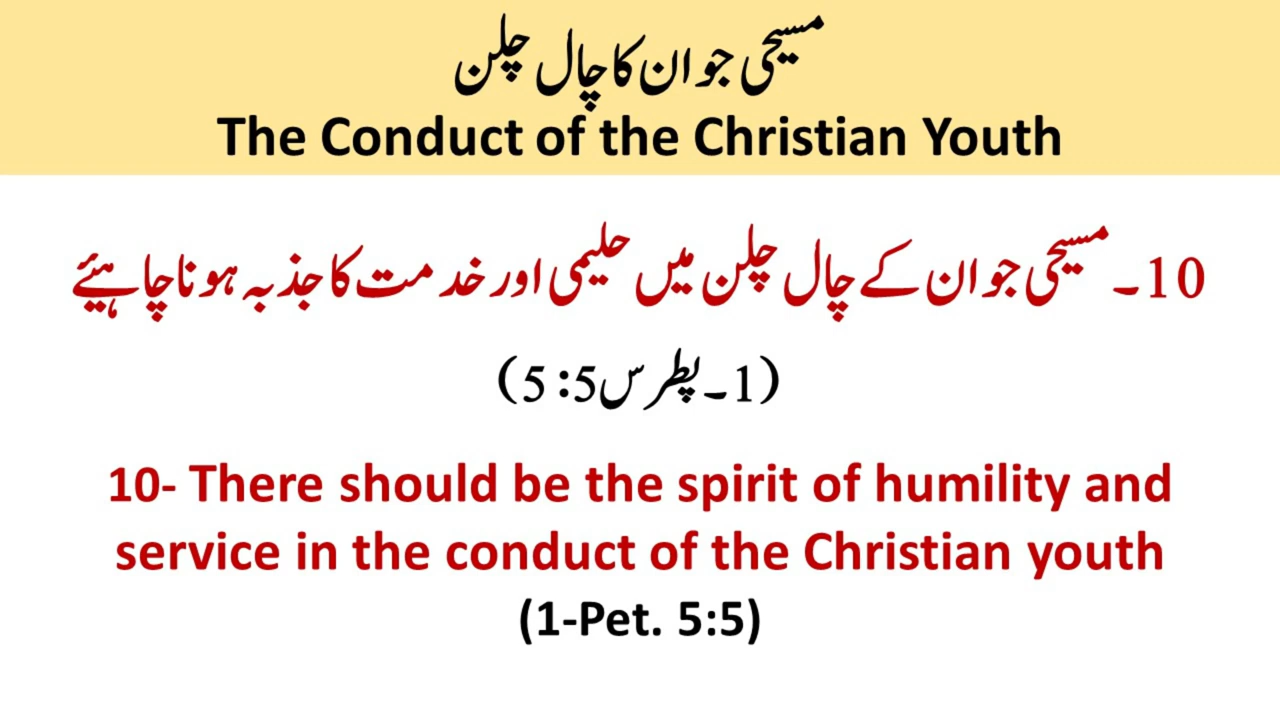 مسیحی جوان کا چال چلن
The Conduct of the Christian Youth
10۔ مسیحی جوان کے چال چلن میں حلیمی اور خدمت کا جذبہ ہونا چاہیئے
(1۔پطرس5: 5)
10- There should be the spirit of humility and
service in the conduct of the Christian youth
(1-Pet. 5:5)